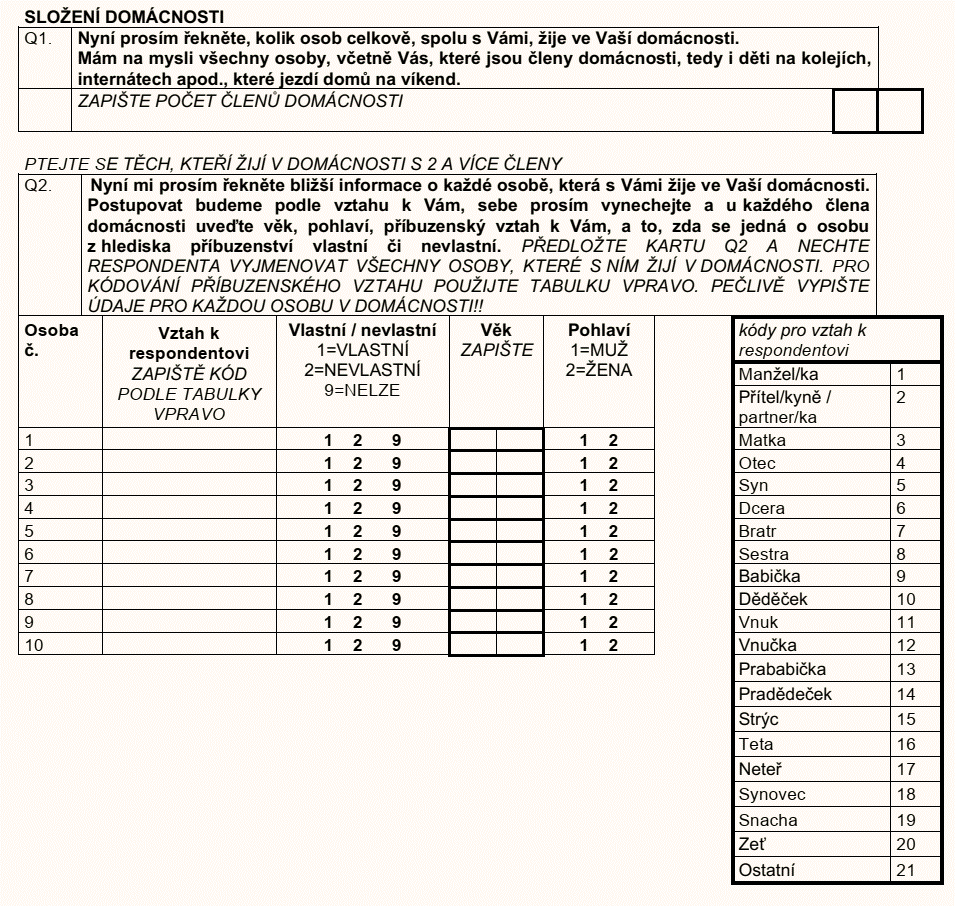 SLOŽENÍ DOMÁCNOSTI
Q1. Nyní prosím řekněte, kolik osob celkově, spolu s Vámi, žije ve Vaší domácnosti.
Mám na mysli všechny osoby, včetně Vás, které jsou členy domácnosti, tedy i děti na kolejích,
internátech apod., které jezdí domů na víkend.
ZAPIŠTE POČET ČLENŮ DOMÁCNOSTI
PTEJTE SE TĚCH, KTEŘÍ ŽIJÍ V DOMÁCNOSTI S 2 A VÍCE ČLENY
Q2. Nyní mi prosím řekněte bližší informace o každé osobě, která s Vámi žije ve Vaší domácnosti.
Postupovat budeme podle vztahu k Vám, sebe prosím vynechejte a u každého člena
domácnosti uveďte věk, pohlaví, příbuzenský vztah k Vám, a to, zda se jedná o osobu
z hlediska příbuzenství vlastní či nevlastní. PŘEDLOŽTE KARTU Q2 A NECHTE
RESPONDENTA VYJMENOVAT VŠECHNY OSOBY, KTERÉ S NÍM ŽIJÍ V DOMÁCNOSTI. PRO
KÓDOVÁNÍ PŘÍBUZENSKÉHO VZTAHU POUŽIJTE TABULKU VPRAVO. PEČLIVĚ VYPIŠTE
ÚDAJE PRO KAŽDOU OSOBU V DOMÁCNOSTI!!
Osoba
č.
Vztah k
respondentovi
ZAPIŠTĚ KÓD
PODLE TABULKY
VPRAVO
Vlastní / nevlastní
1=VLASTNÍ
2=NEVLASTNÍ
9=NELZE
Věk
ZAPIŠTE
Pohlaví
1=MUŽ
2=ŽENA
1 1 2 9 1 2
2 1 2 9 1 2
3 1 2 9 1 2
4 1 2 9 1 2
5 1 2 9 1 2
6 1 2 9 1 2
7 1 2 9 1 2
8 1 2 9 1 2
9 1 2 9 1 2
10 1 2 9 1 2
kódy pro vztah k
respondentovi
Manžel/ka 1
Přítel/kyně / 2
partner/ka
Matka 3
Otec 4
Syn 5
Dcera 6
Bratr 7
Sestra 8
Babička 9
Děděček 10
Vnuk 11
Vnučka 12
Prababička 13
Pradědeček 14
Strýc 15
Teta 16
Neteř 17
Synovec 18
Snacha 19
Zeť 20
Ostatní 21